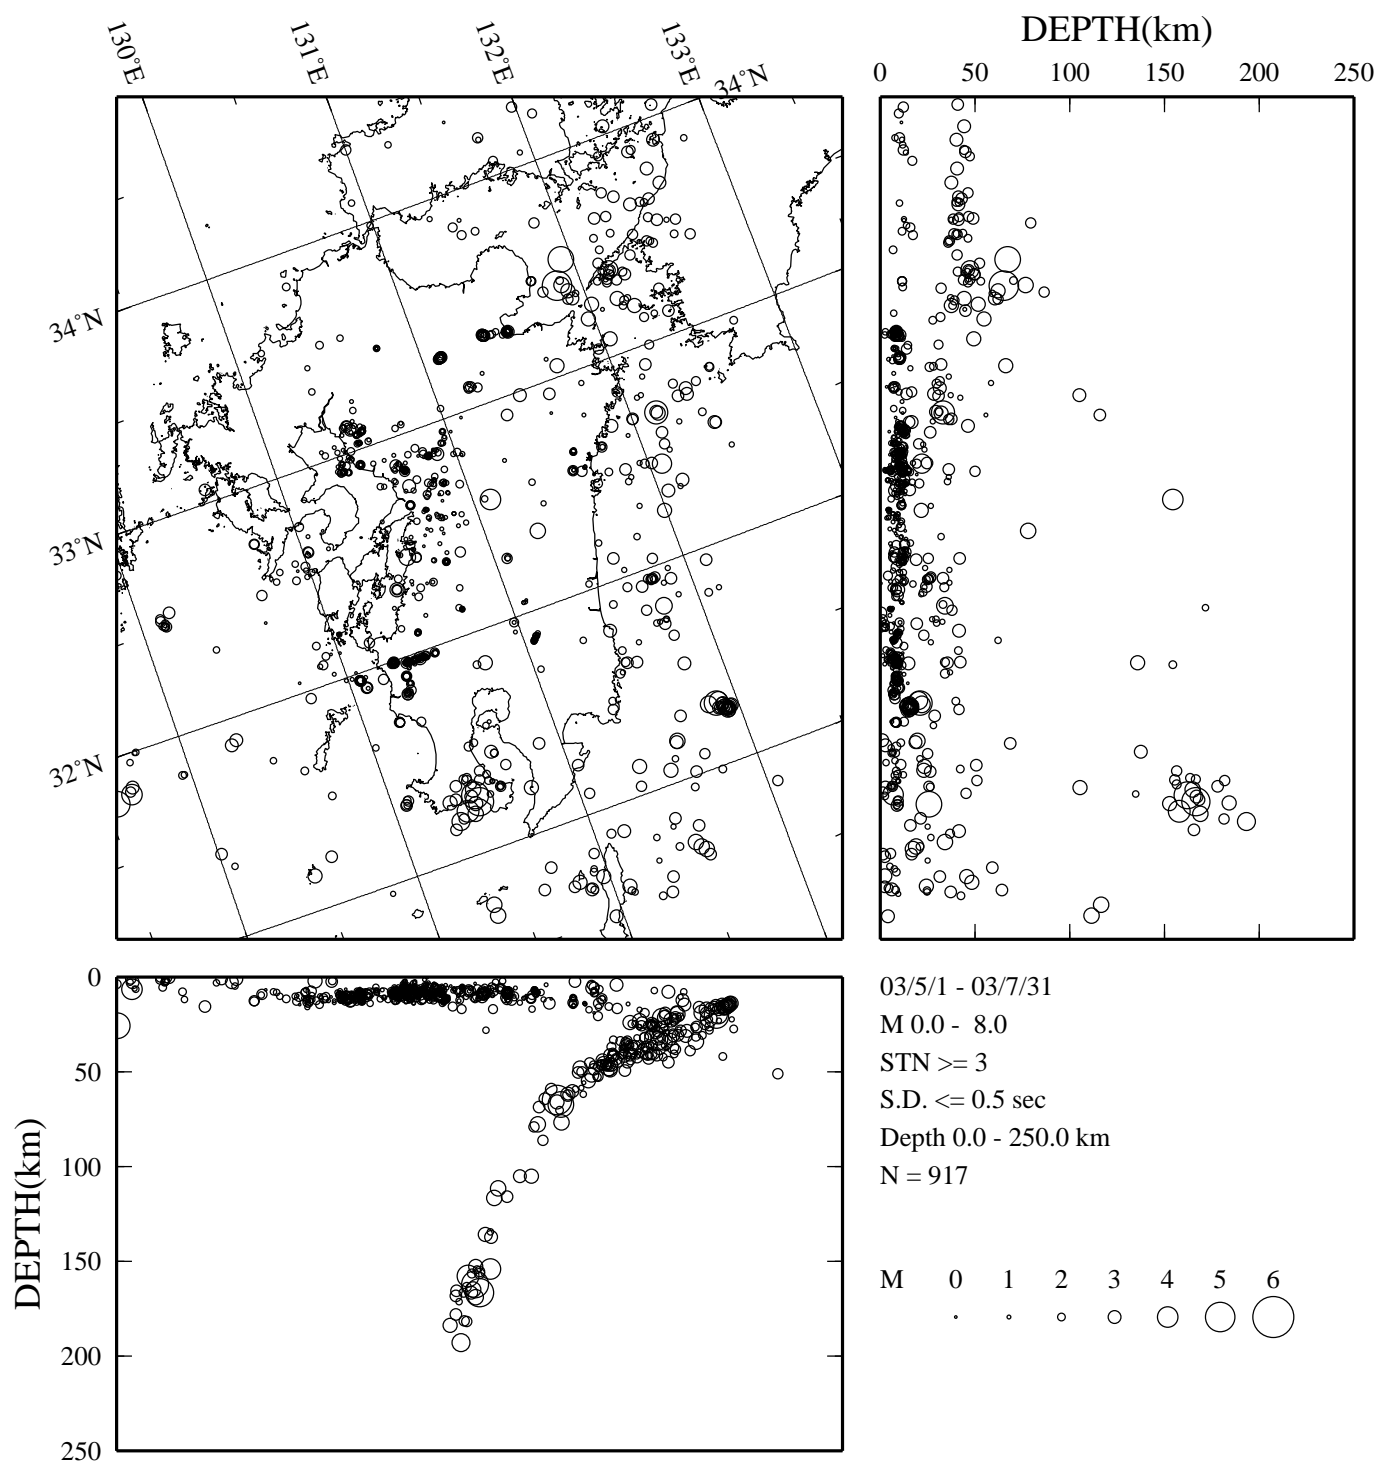 DEPTH(km)
130°E 131°E 132°E 133°E 34°N
0 50 100 150 200 250
34°N
33°N
32°N
0
50
100
150
200
250
DEPTH(km)
03/5/1 - 03/7/31
M 0.0 - 8.0
STN >= 3
S.D. <= 0.5 sec
Depth 0.0 - 250.0 km
N = 917
M 0 1 2 3 4 5 6